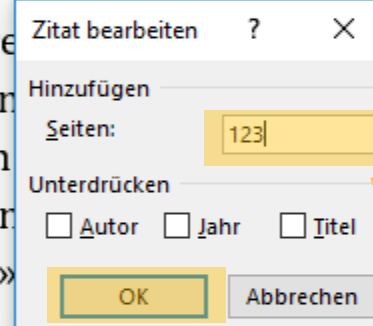 Zitat bearbeiten ?
Hinzufügen
Seiten: 123
Unterdrücken
Autor Jahr Titel
OK Abbrechen